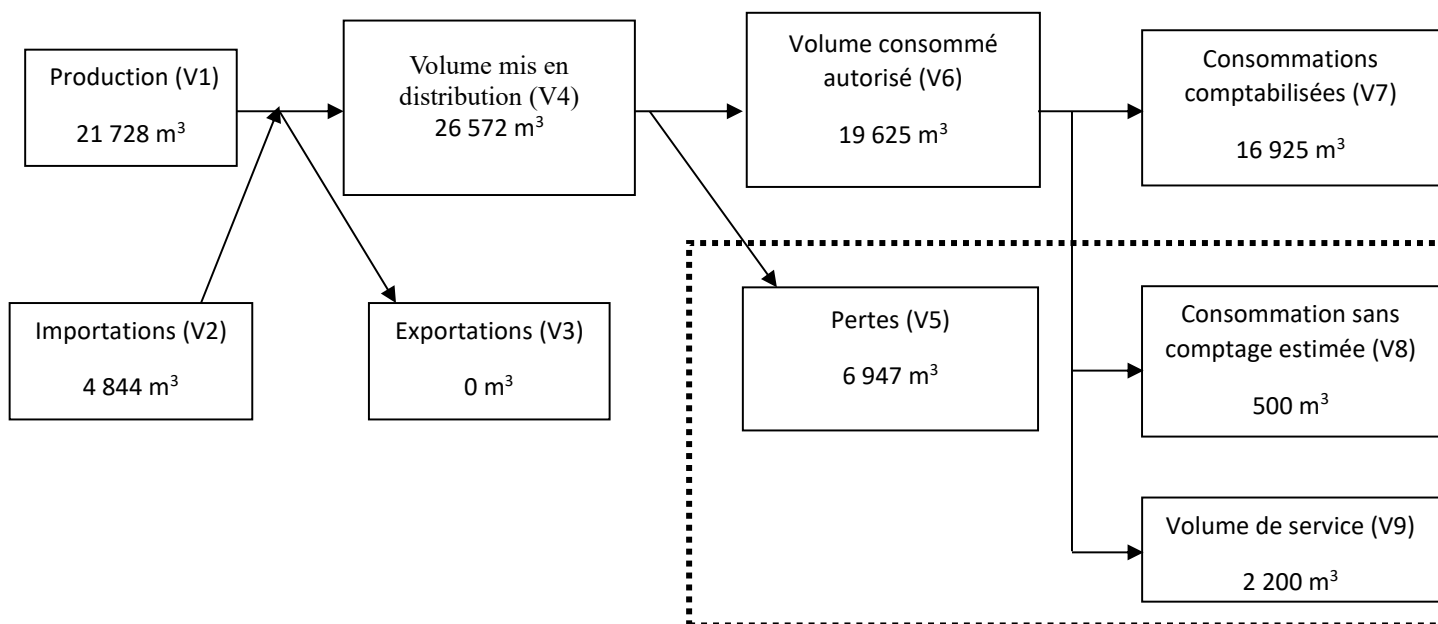 Production (V1)
21 728 m³
Volume mis en
distribution (V4)
26 572 m³
Volume consommé
autorisé (V6)
19 625 m³
Consommations
comptabilisées (V7)
16 925 m³
Importations (V2)
4 844 m³
Exportations (V3)
0 m³
Pertes (V5)
6 947 m³
Consommation sans
comptage estimée (V8)
500 m³
Volume de service (V9)
2 200 m³